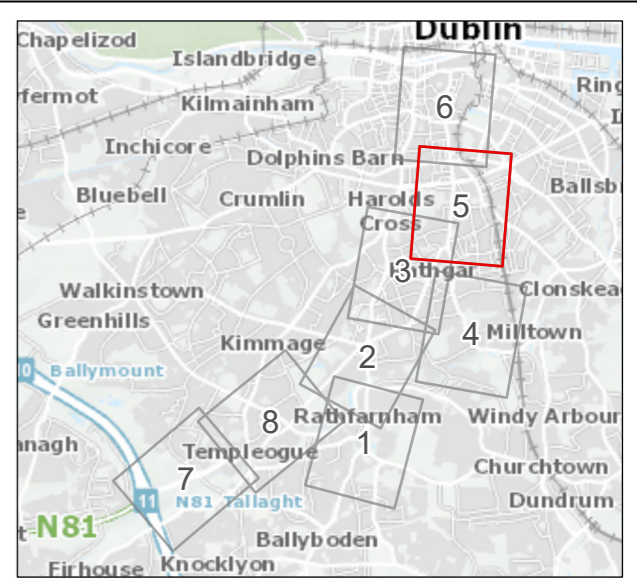 Dublin
Chapelizod
Islandbridge
Ring
fermot
Kilmainham
6
Inchicore
Dolphins Barn
Bluebell
Crumlin
Harolds
Cross
5
Ballsb
3
Rathgar
Walkinstown
Clonskea
Greenhills
Kimmage
4
Milltown
2
Ballymount
Rathfarnham
Windy Arbour
anagh
8
1
Templeogue
Churchtown
7
11
N81 Tallaght
Dundrum
t
N81
Ballyboden
Firhouse
Knocklyon